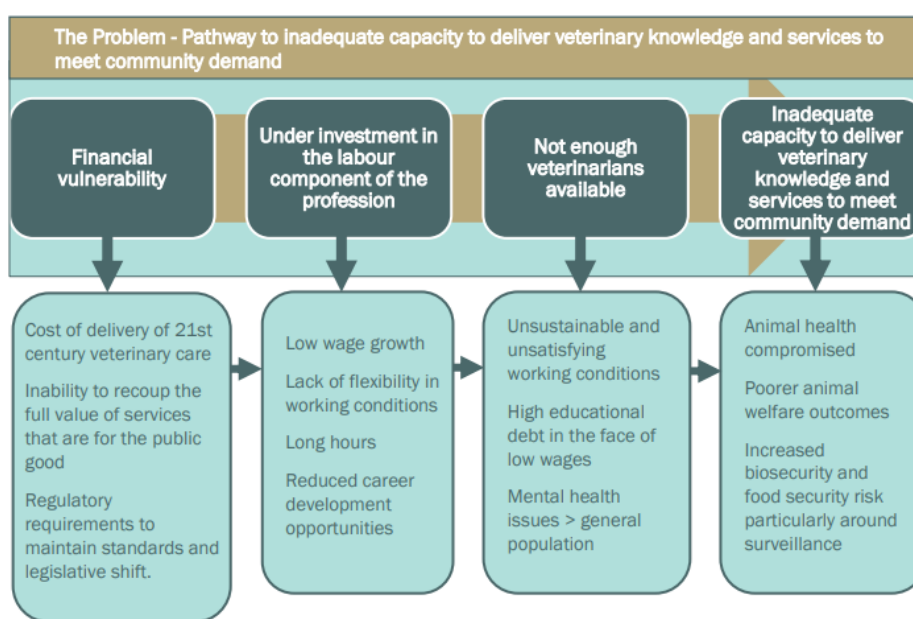 The Problem - Pathway to inadequate capacity to deliver veterinary knowledge and services to
meet community demand
Financial
vulnerability
Under investment in
the labour
component of the
profession
Not enough
veterinarians
available
Inadequate
capacity to deliver
veterinary
knowledge and
services to meet
community demand
Cost of delivery of 21st
century veterinary care
Inability to recoup the
full value of services
that are for the public
good
Regulatory
requirements to
maintain standards and
legislative shift.
Low wage growth
Lack of flexibility in
working conditions
Long hours
Reduced career
development
opportunities
Unsustainable and
unsatisfying
working conditions
High educational
debt in the face of
low wages
Mental health
issues > general
population
Animal health
compromised
Poorer animal
welfare outcomes
Increased
biosecurity and
food security risk
particularly around
surveillance